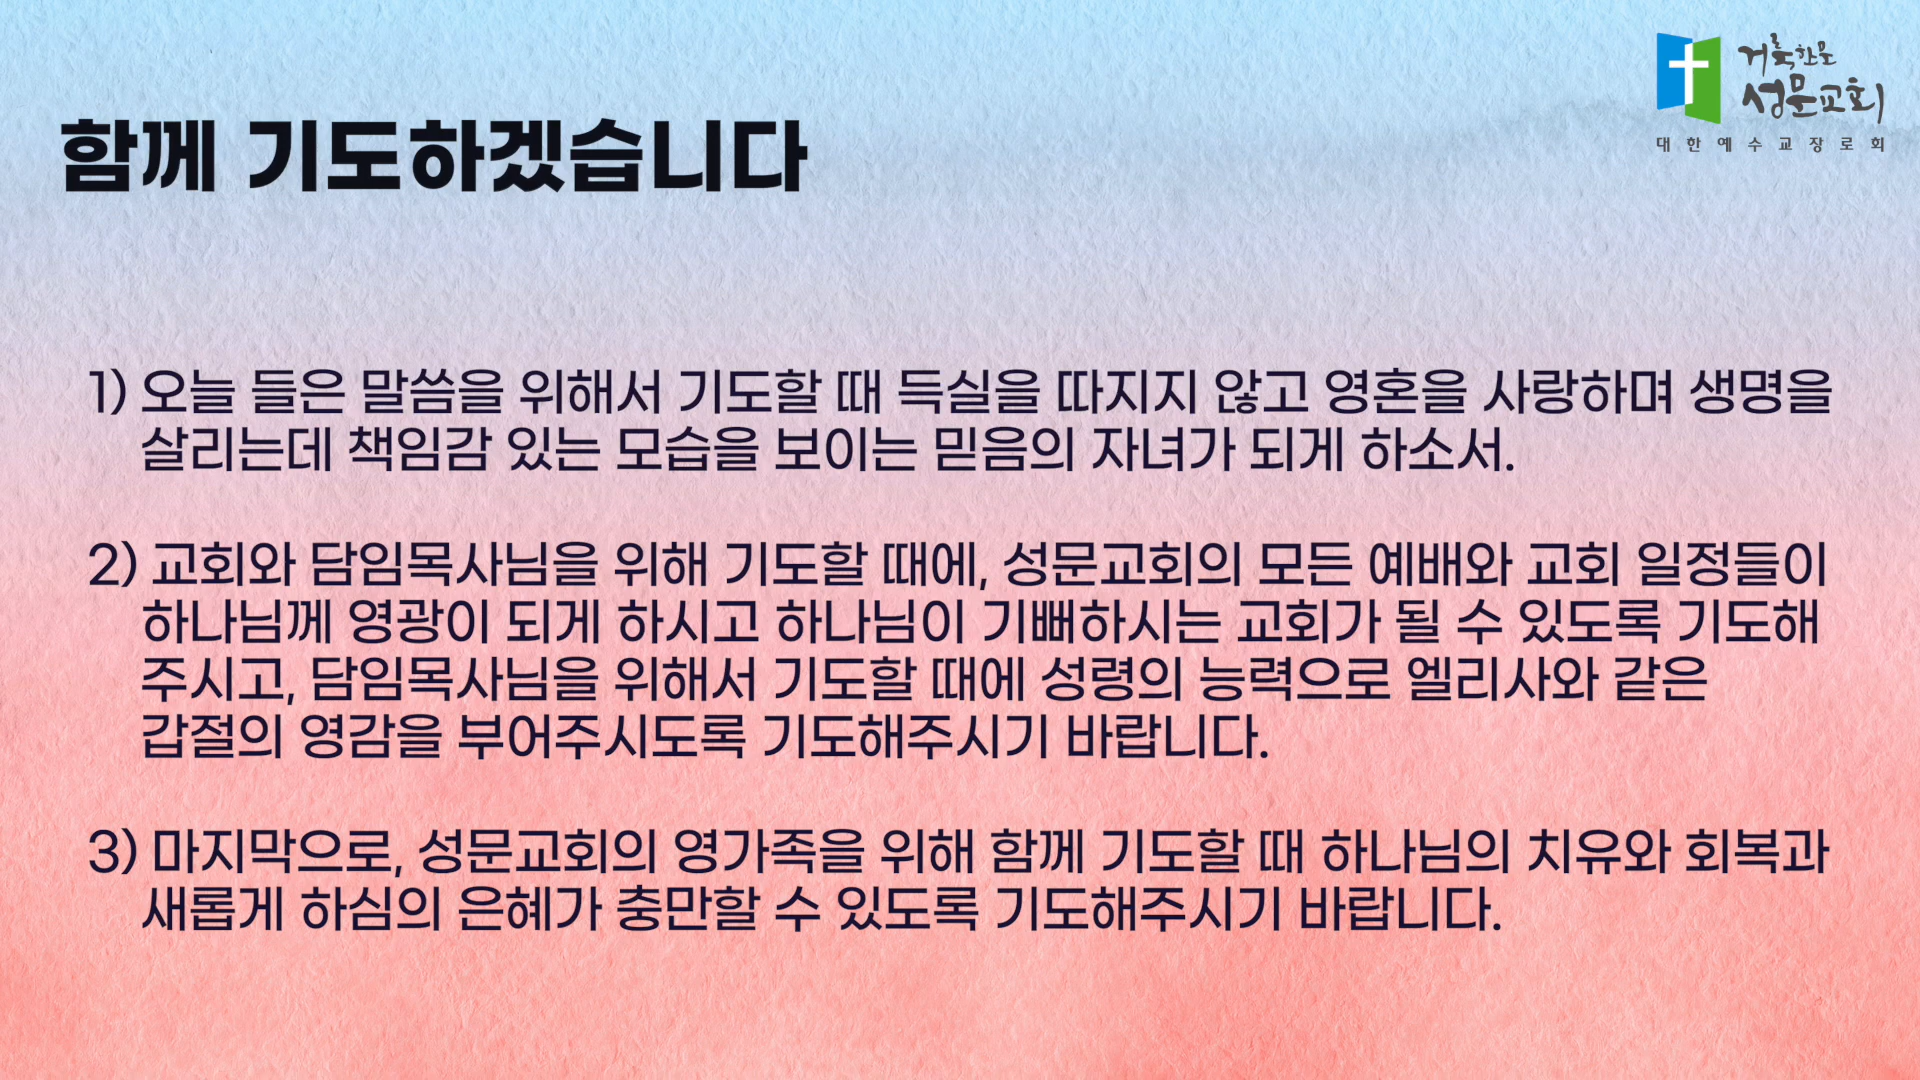 거룩한문
성문교회
대한예수교장로회
함께 기도하겠습니다
1) 오늘 들은 말씀을 위해서 기도할 때 득실을 따지지 않고 영혼을 사랑하며 생명을
살리는데 책임감 있는 모습을 보이는 믿음의 자녀가 되게 하소서.
2) 교회와 담임목사님을 위해 기도할 때에, 성문교회의 모든 예배와 교회 일정들이
하나님께 영광이 되게 하시고 하나님이 기뻐하시는 교회가 될 수 있도록 기도해
주시고, 담임목사님을 위해서 기도할 때에 성령의 능력으로 엘리사와 같은
갑절의 영감을 부어주시도록 기도해주시기 바랍니다.
3) 마지막으로, 성문교회의 영가족을 위해 함께 기도할 때 하나님의 치유와 회복과
새롭게 하심의 은혜가 충만할 수 있도록 기도해주시기 바랍니다.